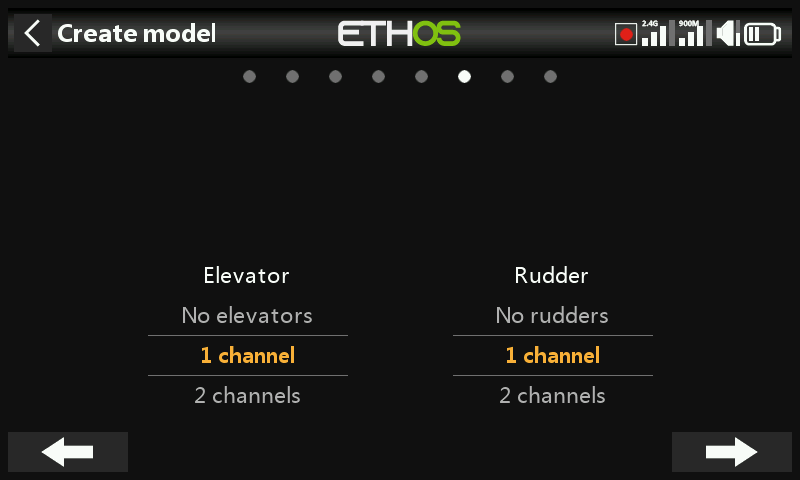 Create model
ETHOS
2.4G
900M
Elevator
Rudder
No elevators
No rudders
1 channel
1 channel
2 channels
2 channels